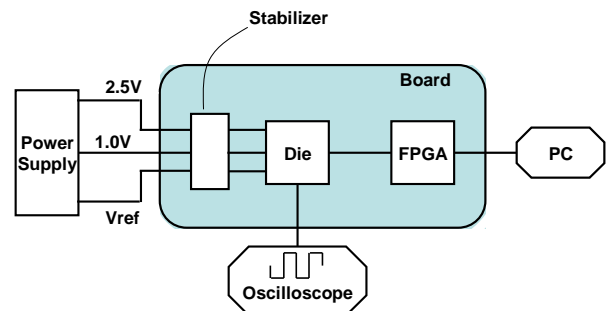 Stabilizer
Board
2.5V
Power
Supply
1.0V
Vref
Die
FPGA
PC
Oscilloscope